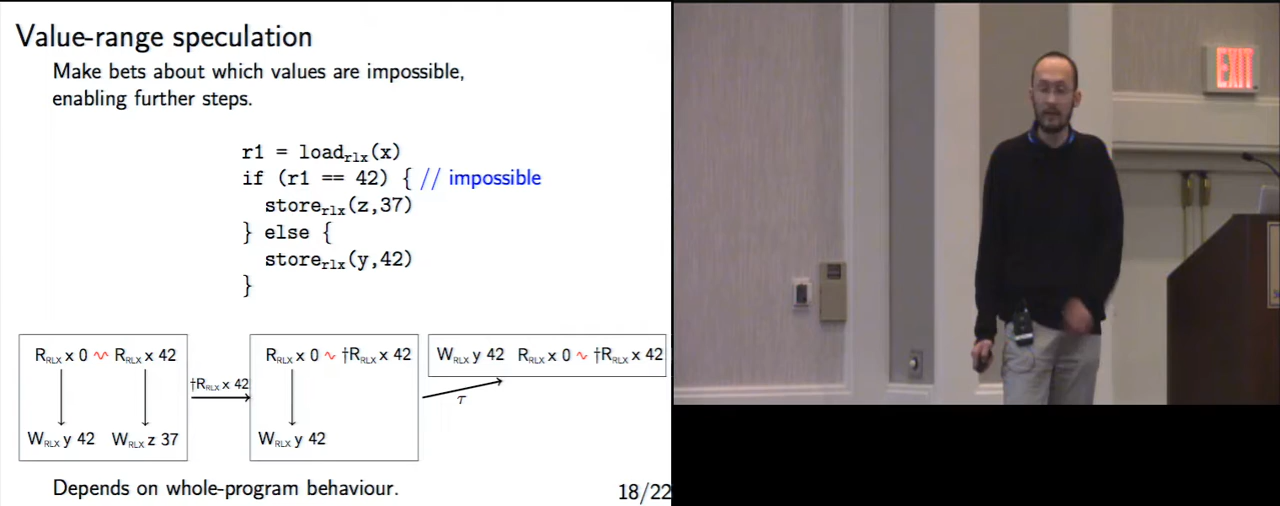 Value-range speculation
Make bets about which values are impossible,
enabling further steps.
r1 = load_rlx(x)
if (r1 == 42) { // impossible
store_rlx(z,37)
} else {
store_rlx(y,42)
}
R_RLX x 0 ~ R_RLX x 42
W_RLX y 42 W_RLX z 37
†R_RLX x 42
R_RLX x 0 ~ †R_RLX x 42
W_RLX y 42
τ
W_RLX y 42 R_RLX x 0 ~ †R_RLX x 42
Depends on whole-program behaviour.
18/22
EXIT